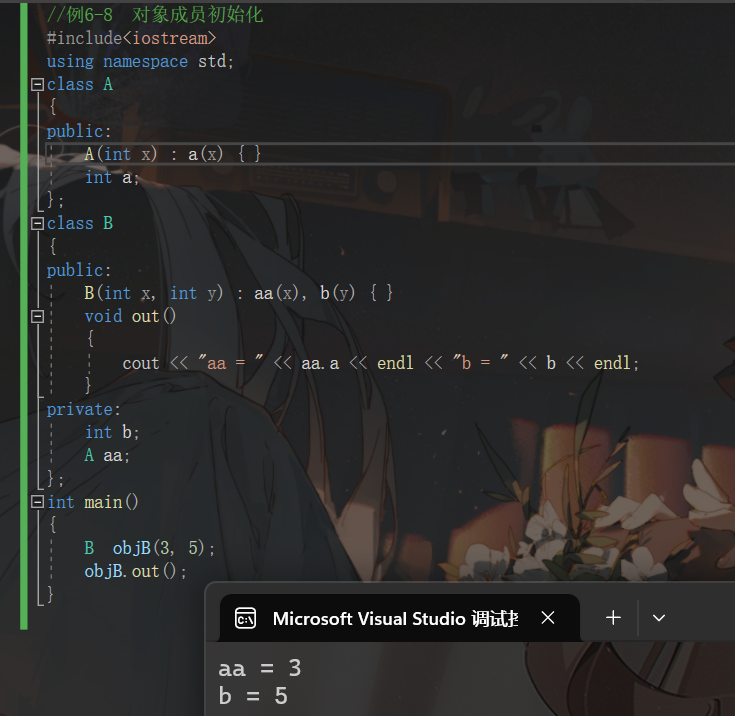 //例6-8  对象成员初始化
#include<iostream>
using namespace std;
class A
{
public:
    A(int x) : a(x) { }
    int a;
};
class B
{
public:
    B(int x, int y) : aa(x), b(y) { }
    void out()
    {
        cout << "aa = " << aa.a << endl << "b = " << b << endl;
    }
private:
    int b;
    A aa;
};
int main()
{
    B  objB(3, 5);
    objB.out();
}
Microsoft Visual Studio 调试
aa = 3
b = 5